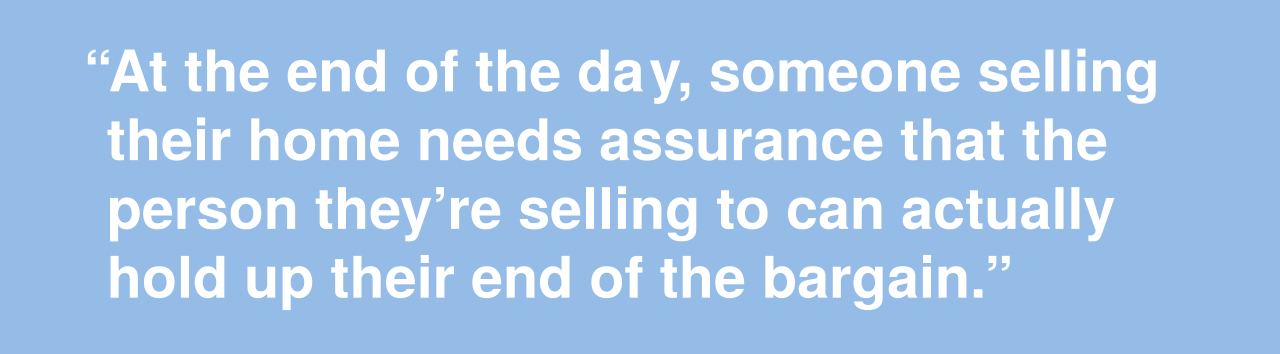 “At the end of the day, someone selling
their home needs assurance that the
person they’re selling to can actually
hold up their end of the bargain.”